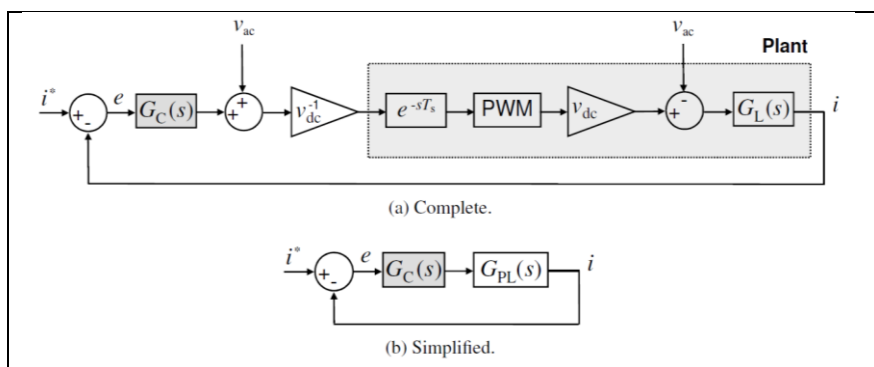 v_ac v_ac Plant
i* + - e G_C(s) + + v_dc^-1 e^-sT_s PWM v_dc + - G_L(s) i
(a) Complete.
i* + - e G_C(s) G_PL(s) i
(b) Simplified.